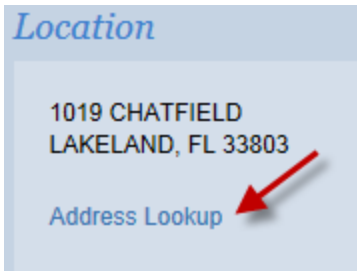 Location
1019 CHATFIELD
LAKELAND, FL 33803
Address Lookup